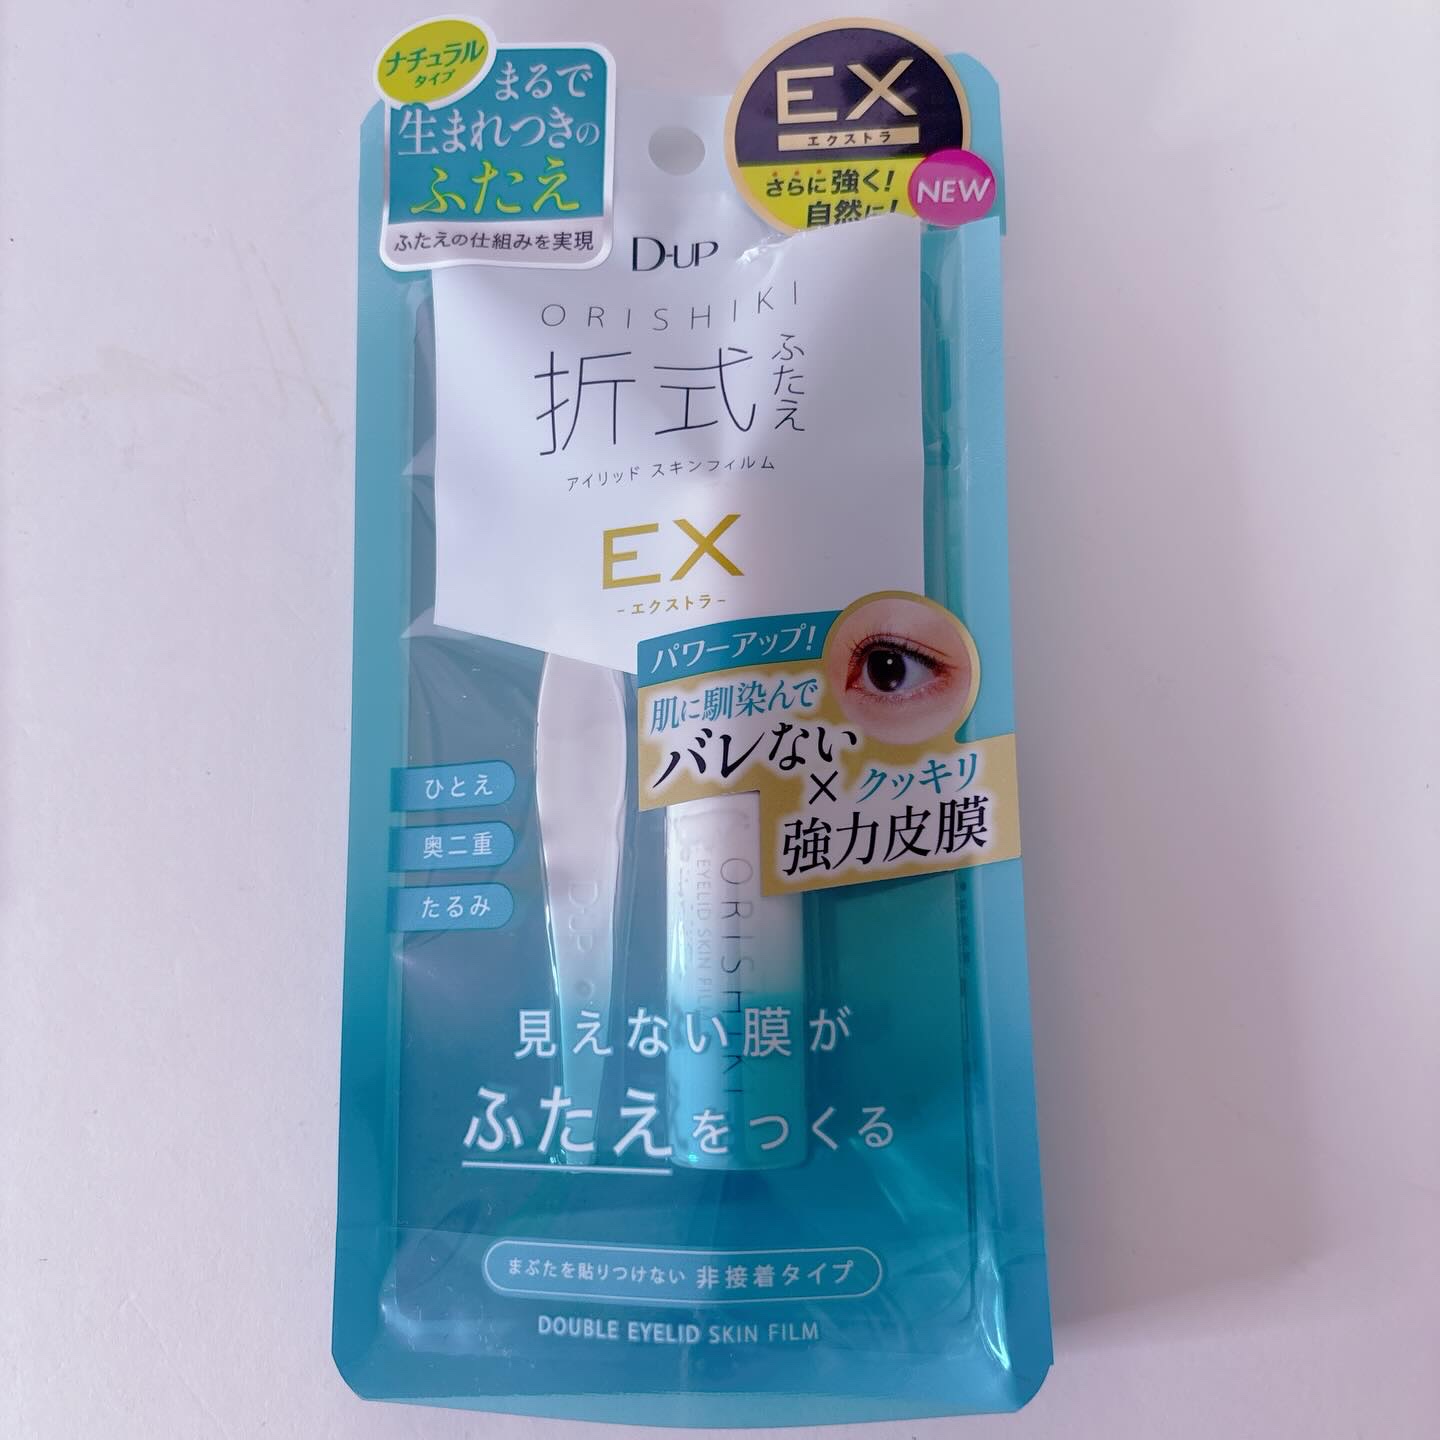 ナチュラル
タイプ
まるで
生まれつきの
ふたえ
ふたえの仕組みを実現
EX
エクストラ
さらに強く!
自然に!
NEW
D-UP
ORISHIKI
折式
ふたえ
アイリッド スキンフィルム
EX
-エクストラ-
パワーアップ!
肌に馴染んで
バレない
×クッキリ
強力皮膜
ひとえ
奥二重
たるみ
D-UP
ORISHIKI
EYELID SKIN FILM
見えない膜が
ふたえをつくる
まぶたを貼りつけない 非接着タイプ
DOUBLE EYELID SKIN FILM